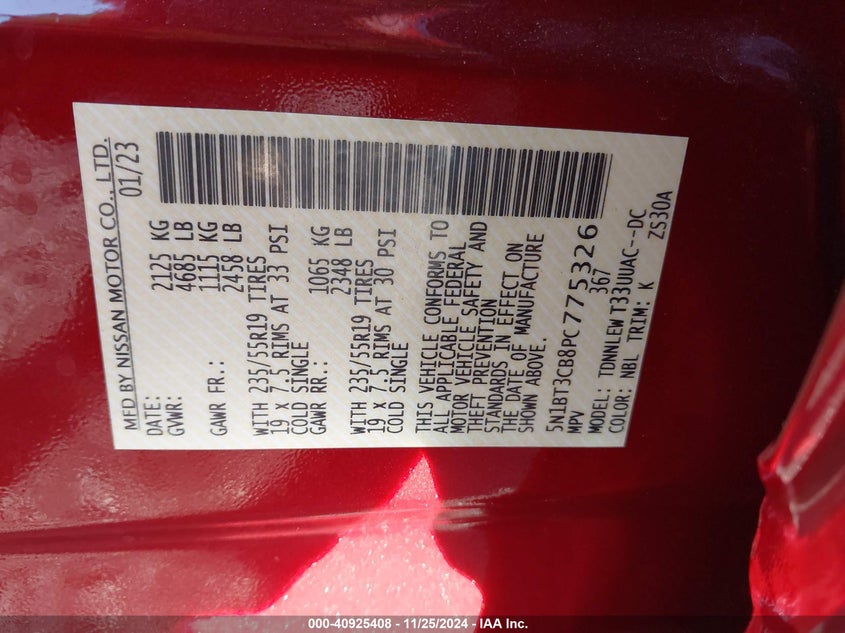 MFD BY NISSAN MOTOR CO., LTD.
DATE: 01/23
GVWR: 2125 KG
4685 LB
GAWR FR.: 1115 KG
2458 LB
WITH 235/55R19 TIRES
19 x 7.5 RIMS AT 33 PSI
COLD SINGLE
GAWR RR.: 1065 KG
2348 LB
WITH 235/55R19 TIRES
19 x 7.5 RIMS AT 30 PSI
COLD SINGLE
THIS VEHICLE CONFORMS TO
ALL APPLICABLE FEDERAL
MOTOR VEHICLE SAFETY AND
THEFT PREVENTION
STANDARDS IN EFFECT ON
THE DATE OF MANUFACTURE
SHOWN ABOVE.
5N1BT3CB8PC775326
MPV 367
MODEL: TDNNLEW T33UUAC--DC
COLOR: NBL TRIM: K ZS30A
000-40925408 - 11/25/2024 - IAA Inc.